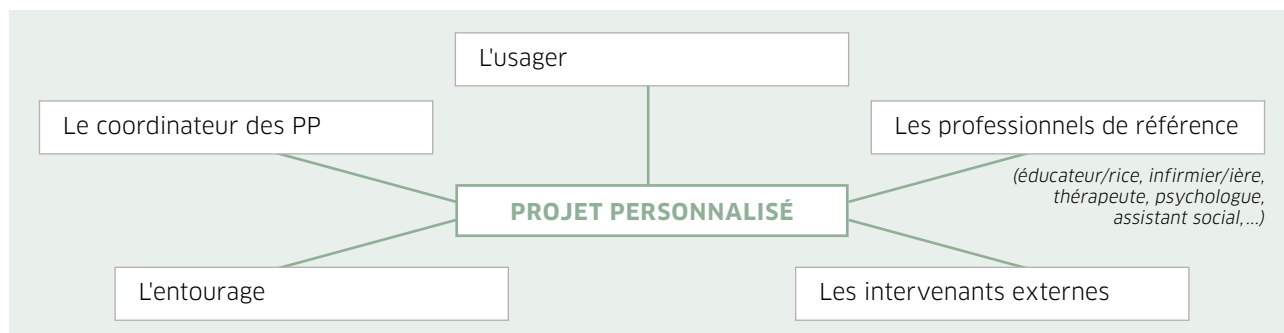 L'usager
Le coordinateur des PP
Les professionnels de référence
(éducateur/rice, infirmier/ière,
thérapeute, psychologue,
assistant social,...)
PROJET PERSONNALISÉ
L'entourage
Les intervenants externes